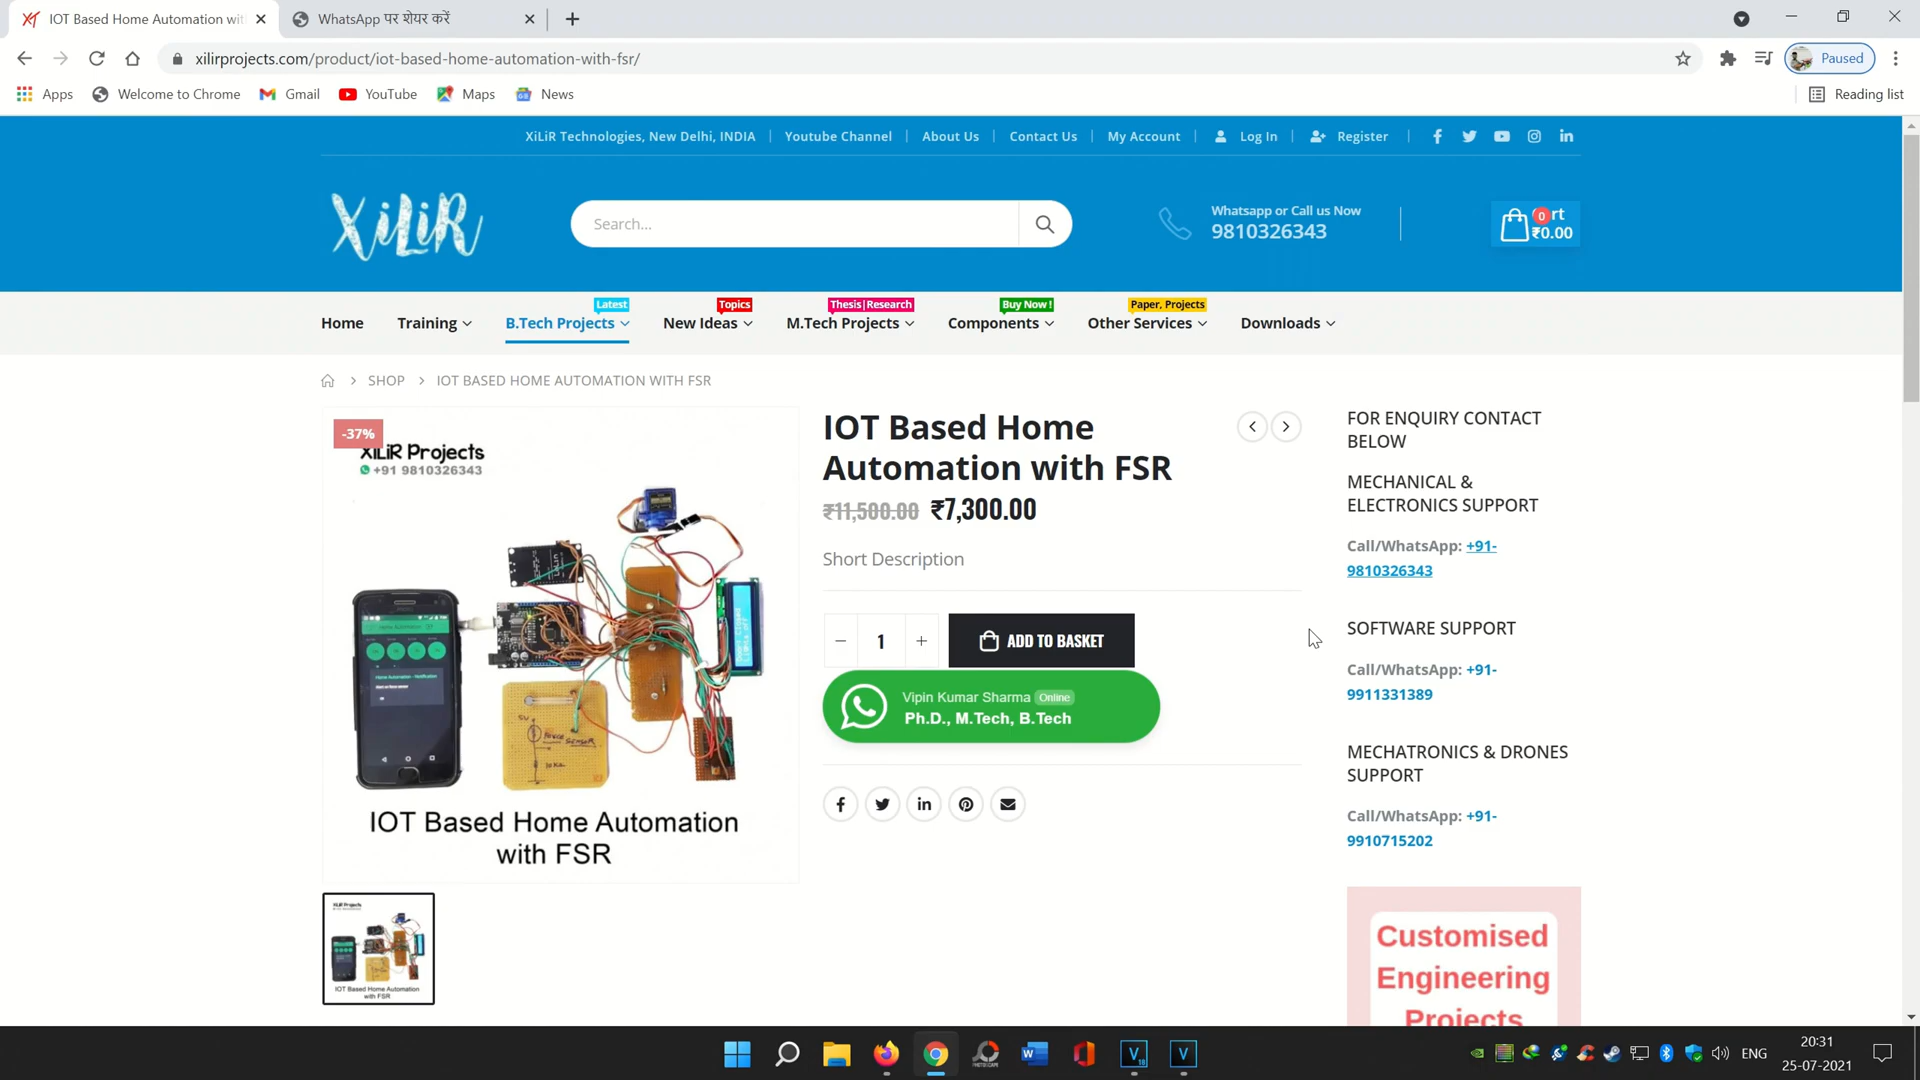 IOT Based Home Automation wit
WhatsApp पर शेयर करें
xilirprojects.com/product/iot-based-home-automation-with-fsr/
Paused
Apps
Welcome to Chrome
Gmail
YouTube
Maps
News
Reading list
XiLiR Technologies, New Delhi, INDIA
Youtube Channel
About Us
Contact Us
My Account
Log In
Register
XiLiR
Search...
Whatsapp or Call us Now
9810326343
0
₹0.00
Latest
Topics
Thesis|Research
Buy Now !
Paper, Projects
Home
Training
B.Tech Projects
New Ideas
M.Tech Projects
Components
Other Services
Downloads
SHOP
IOT BASED HOME AUTOMATION WITH FSR
-37%
XiLiR Projects
+91 9810326343
IOT Based Home Automation
with FSR
XiLiR Projects
IOT Based Home Automation
with FSR
IOT Based Home
Automation with FSR
₹11,500.00 ₹7,300.00
Short Description
1
ADD TO BASKET
Vipin Kumar Sharma Online
Ph.D., M.Tech, B.Tech
FOR ENQUIRY CONTACT
BELOW
MECHANICAL &
ELECTRONICS SUPPORT
Call/WhatsApp: +91-
9810326343
SOFTWARE SUPPORT
Call/WhatsApp: +91-
9911331389
MECHATRONICS & DRONES
SUPPORT
Call/WhatsApp: +91-
9910715202
Customised
Engineering
Projects
ENG
20:31
25-07-2021